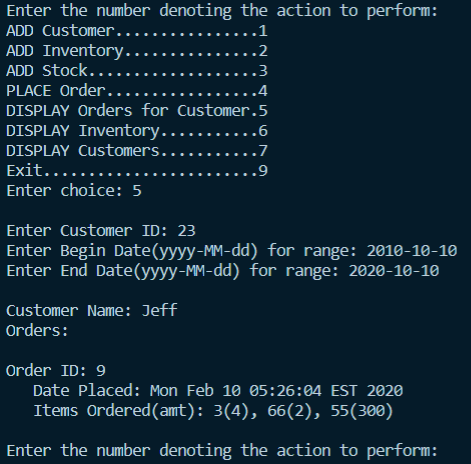 Enter the number denoting the action to perform:
ADD Customer................1
ADD Inventory...............2
ADD Stock...................3
PLACE Order.................4
DISPLAY Orders for Customer.5
DISPLAY Inventory...........6
DISPLAY Customers...........7
Exit........................9
Enter choice: 5
Enter Customer ID: 23
Enter Begin Date(yyyy-MM-dd) for range: 2010-10-10
Enter End Date(yyyy-MM-dd) for range: 2020-10-10
Customer Name: Jeff
Orders:
Order ID: 9
Date Placed: Mon Feb 10 05:26:04 EST 2020
Items Ordered(amt): 3(4), 66(2), 55(300)
Enter the number denoting the action to perform: